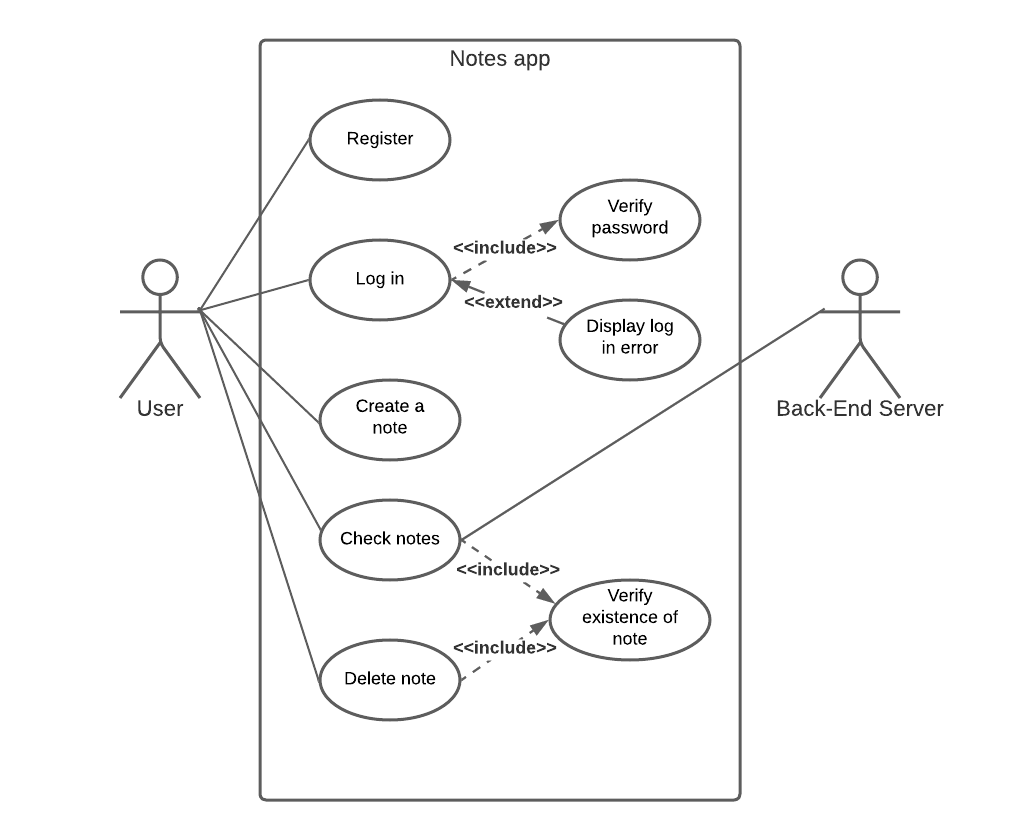 Notes app
Register
Verify
password
<<include>>
Log in
<<extend>>
Display log
in error
User
Back-End Server
Create a
note
Check notes
<<include>>
Verify
existence of
note
<<include>>
Delete note